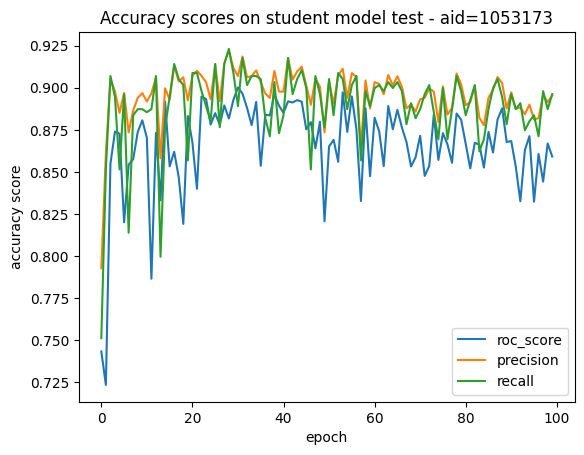 Accuracy scores on student model test - aid=1053173
accuracy score
0.925
0.900
0.875
0.850
0.825
0.800
0.775
0.750
0.725
0
20
40
60
80
100
epoch
roc_score
precision
recall